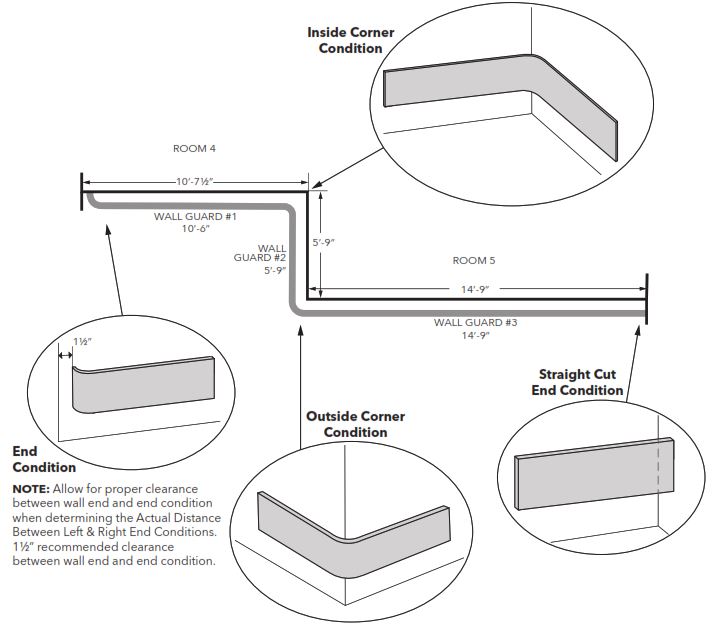 Inside Corner
Condition
ROOM 4
10'-7½"
WALL GUARD #1
10'-6"
WALL
GUARD #2
5'-9"
5'-9"
ROOM 5
14'-9"
WALL GUARD #3
14'-9"
1½"
Straight Cut
End Condition
Outside Corner
Condition
End
Condition
NOTE: Allow for proper clearance
between wall end and end condition
when determining the Actual Distance
Between Left & Right End Conditions.
1½" recommended clearance
between wall end and end condition.